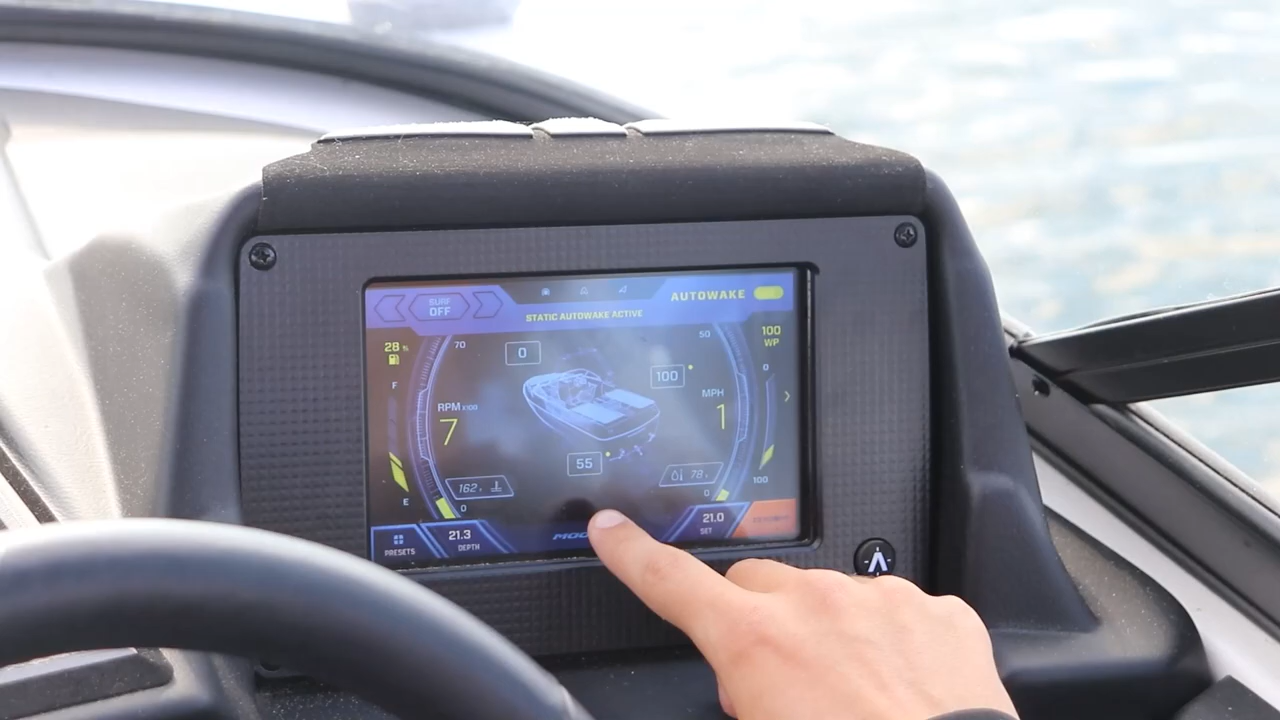 SURF
OFF
AUTOWAKE
STATIC AUTOWAKE ACTIVE
28 %
70
0
50
100
WP
100
0
F
RPM X100
MPH
7
1
55
162 F
78 F
E
0
0
100
PRESETS
21.3
DEPTH
21.0
SET